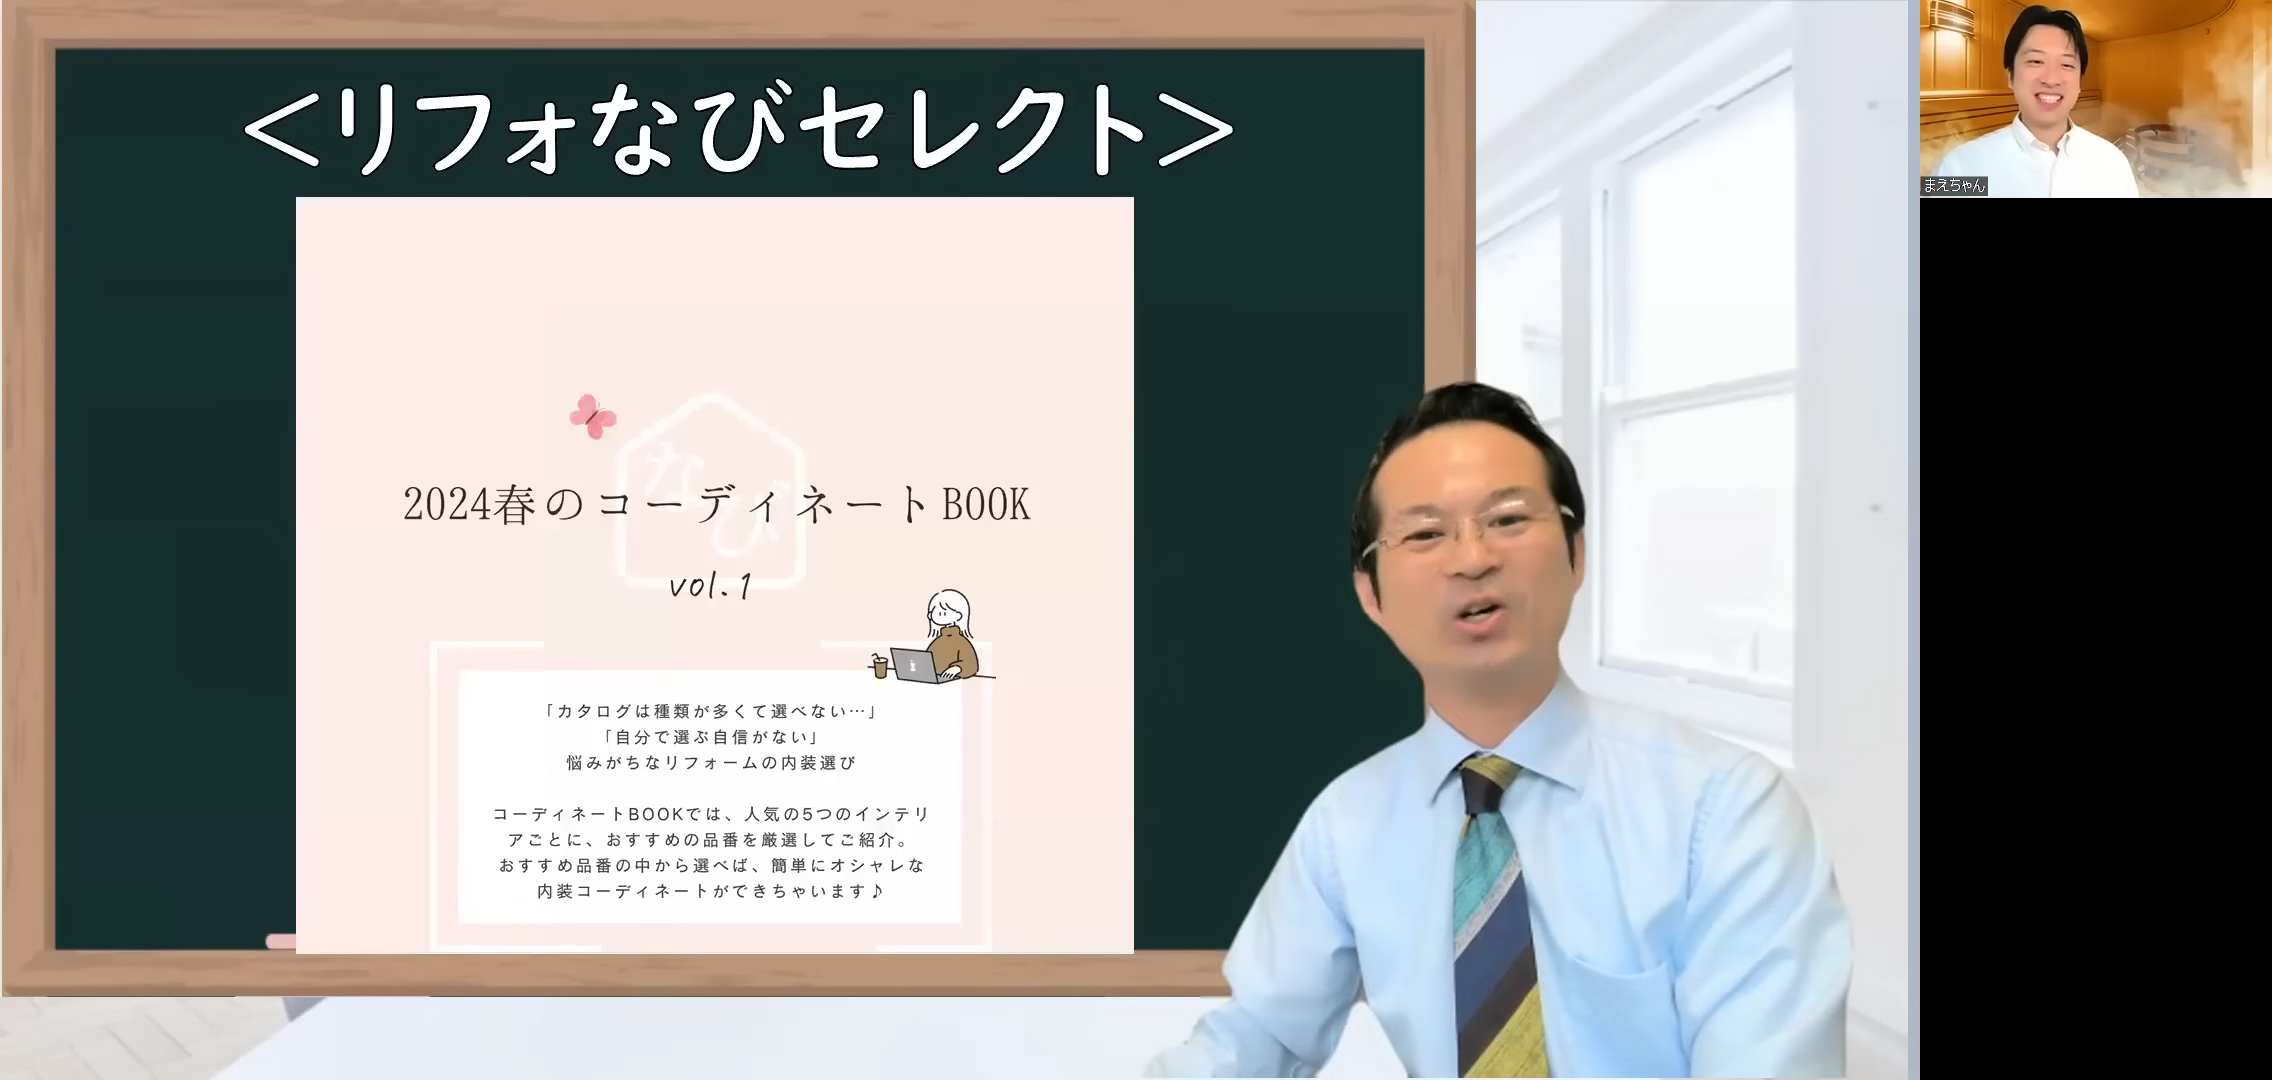 <リフォなびセレクト>
まえちゃん
なび
2024春のコーディネートBOOK
vol.1
「カタログは種類が多くて選べない…」
「自分で選ぶ自信がない」
悩みがちなリフォームの内装選び
コーディネートBOOKでは、人気の5つのインテリ
アごとに、おすすめの品番を厳選してご紹介。
おすすめ品番の中から選べば、簡単にオシャレな
内装コーディネートができちゃいます♪